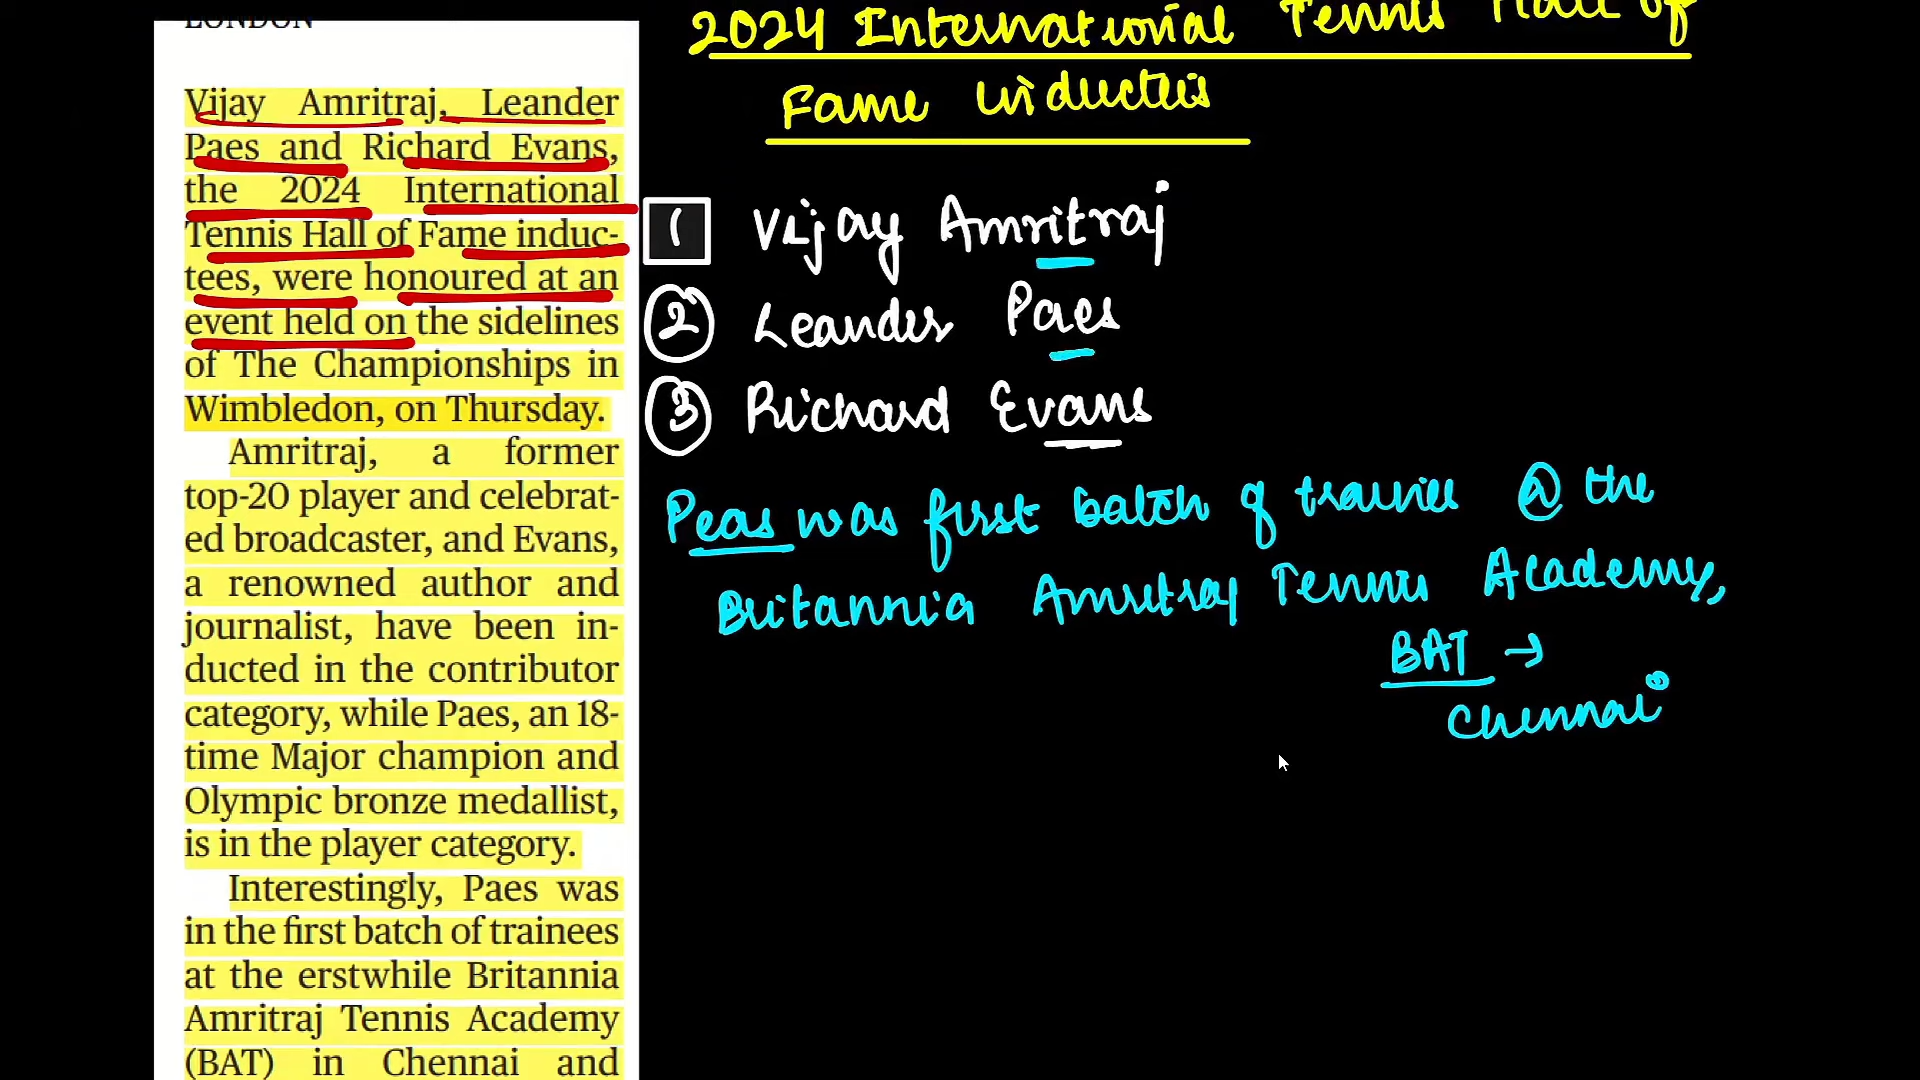 LONDON
Vijay Amritraj, Leander
Paes and Richard Evans,
the 2024 International
Tennis Hall of Fame induc-
tees, were honoured at an
event held on the sidelines
of The Championships in
Wimbledon, on Thursday.
Amritraj, a former
top-20 player and celebrat-
ed broadcaster, and Evans,
a renowned author and
journalist, have been in-
ducted in the contributor
category, while Paes, an 18-
time Major champion and
Olympic bronze medallist,
is in the player category.
Interestingly, Paes was
in the first batch of trainees
at the erstwhile Britannia
Amritraj Tennis Academy
(BAT) in Chennai and
2024 International Tennis Hall of
Fame inductees
1 Vijay Amritraj
2 Leander Paes
3 Richard Evans
Peas was first batch of trainies @ the
Britannia Amritraj Tennis Academy,
BAT →
Chennai